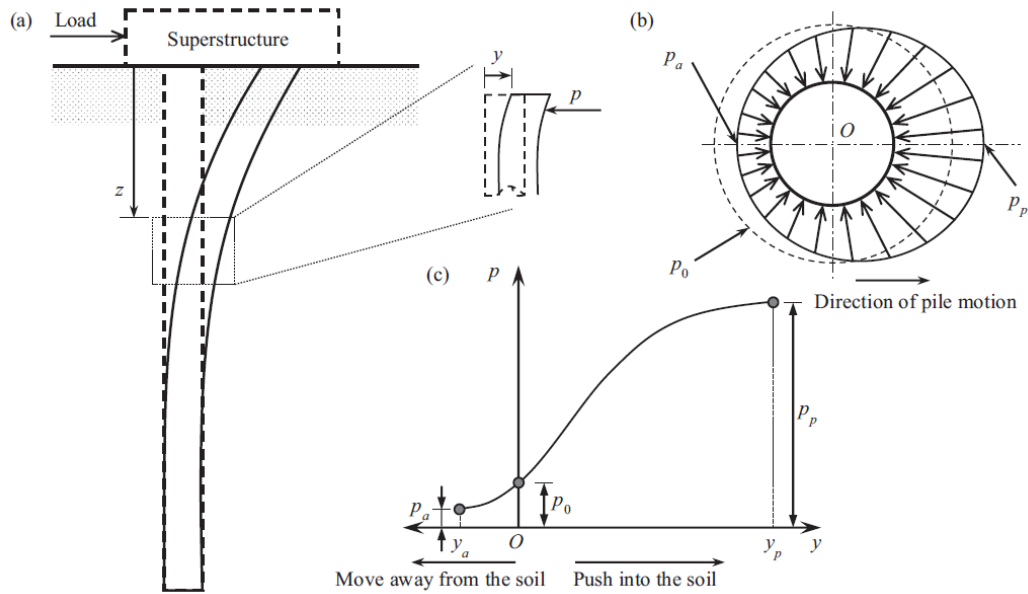 (a)
Load
Superstructure
z
y
p
(b)
p_a
O
p_p
p_0
Direction of pile motion
(c)
p
p_p
p_a
p_0
y_a
O
y_p
y
Move away from the soil
Push into the soil